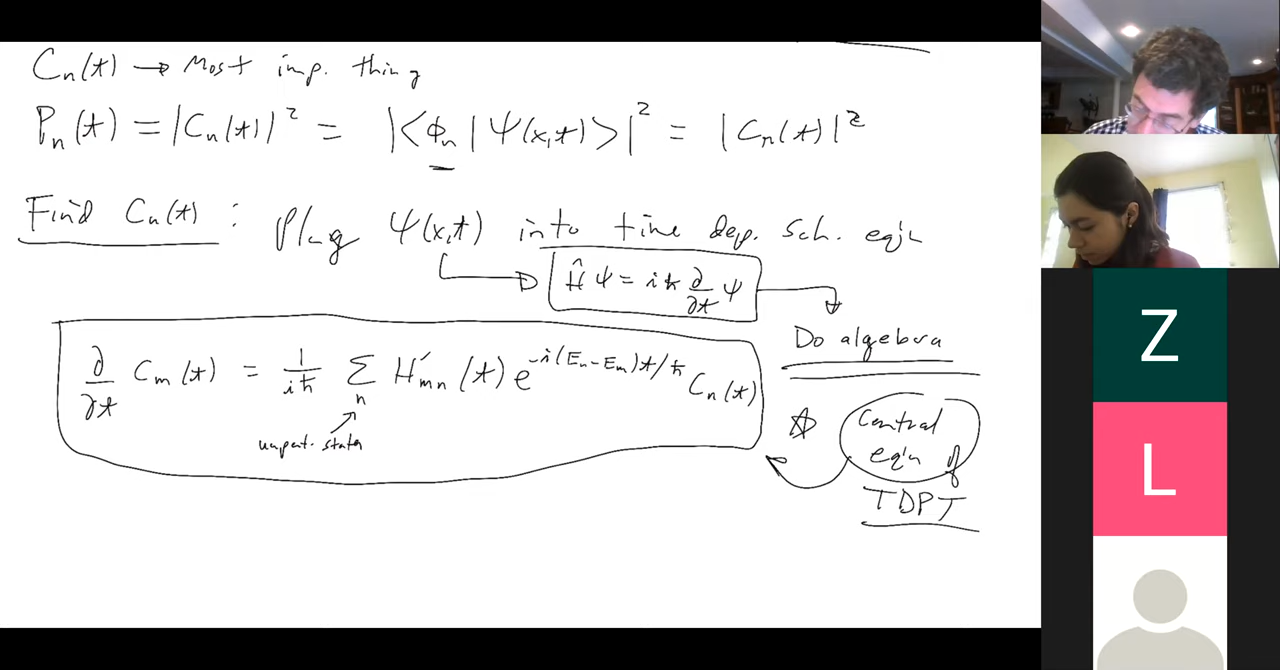 Cn(t) → Most imp. thing
Pn(t) = |Cn(t)|² = |<ϕn|Ψ(x,t)>|² = |Cn(t)|²
Find Cn(t) : Plug Ψ(x,t) into time dep. Sch. eq'n
Ĥ Ψ = iħ ∂/∂t Ψ
Do algebra
∂/∂t Cm(t) = 1/iħ Σn H'mn(t) e^-i(En-Em)t/ħ Cn(t)
unpert. states
Central
eq'n of
TDPT
Z
L